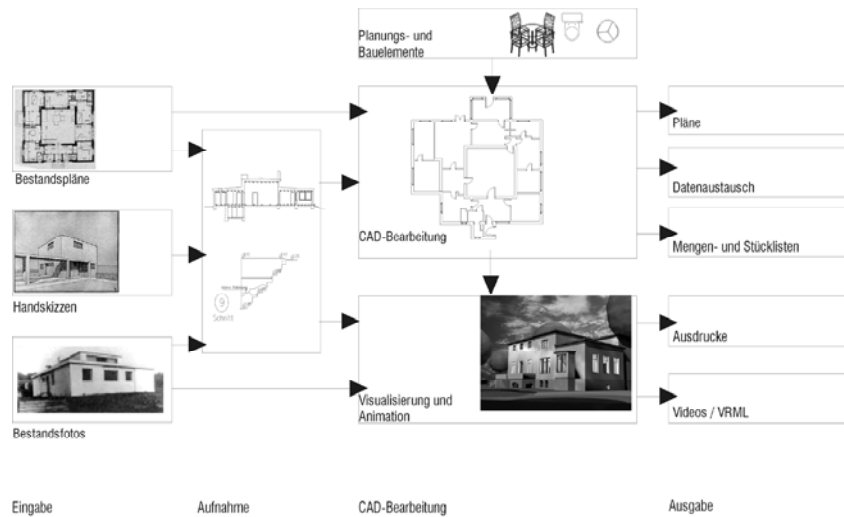 Planungs- und
Bauelemente
Bestandspläne
Handskizzen
Bestandsfotos
9
Schnitt
CAD-Bearbeitung
Visualisierung und
Animation
Pläne
Datenaustausch
Mengen- und Stücklisten
Ausdrucke
Videos / VRML
Eingabe
Aufnahme
CAD-Bearbeitung
Ausgabe